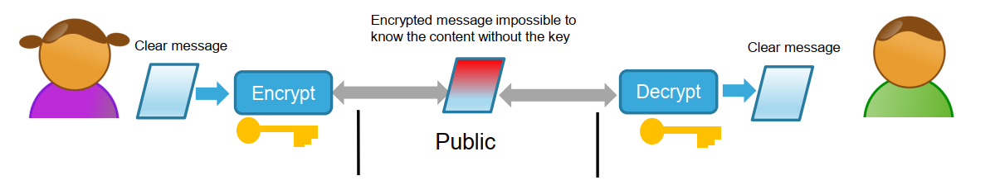 Clear message
Encrypt
Encrypted message impossible to
know the content without the key
Public
Decrypt
Clear message